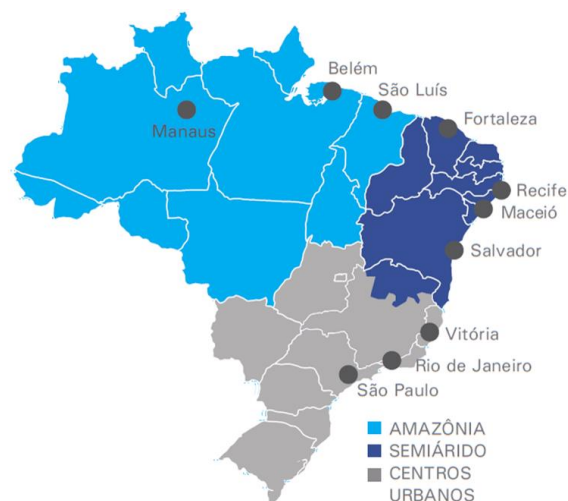 Belém
São Luís
Manaus
Fortaleza
Recife
Maceió
Salvador
Vitória
Rio de Janeiro
São Paulo
AMAZÔNIA
SEMIÁRIDO
CENTROS
URBANOS